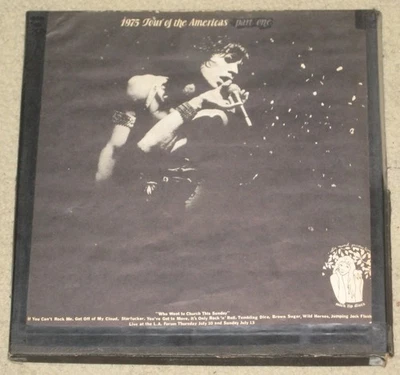 1975 Tour of the Americas part one
"Who Went to Church This Sunday"
If You Can't Rock Me, Get Off of My Cloud, Starfucker, You've Got to Move, It's Only Rock 'n' Roll, Tumbling Dice, Brown Sugar, Wild Horses, Jumping Jack Flash
Live at the L.A. Forum Thursday July 10 and Sunday July 13